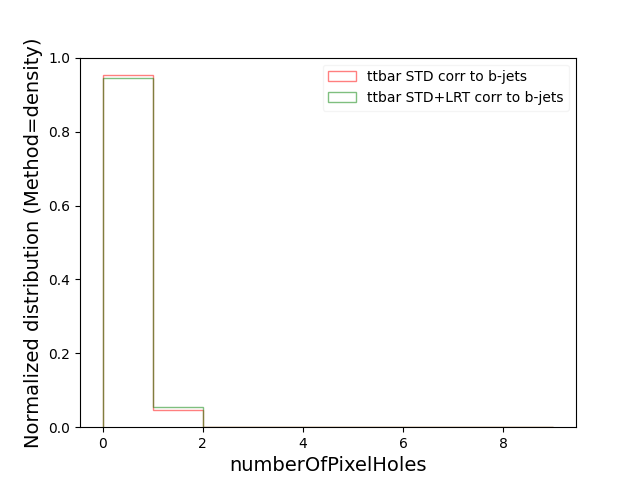 Normalized distribution (Method=density)
1.0
0.8
0.6
0.4
0.2
0.0
ttbar STD corr to b-jets
ttbar STD+LRT corr to b-jets
0 2 4 6 8
numberOfPixelHoles